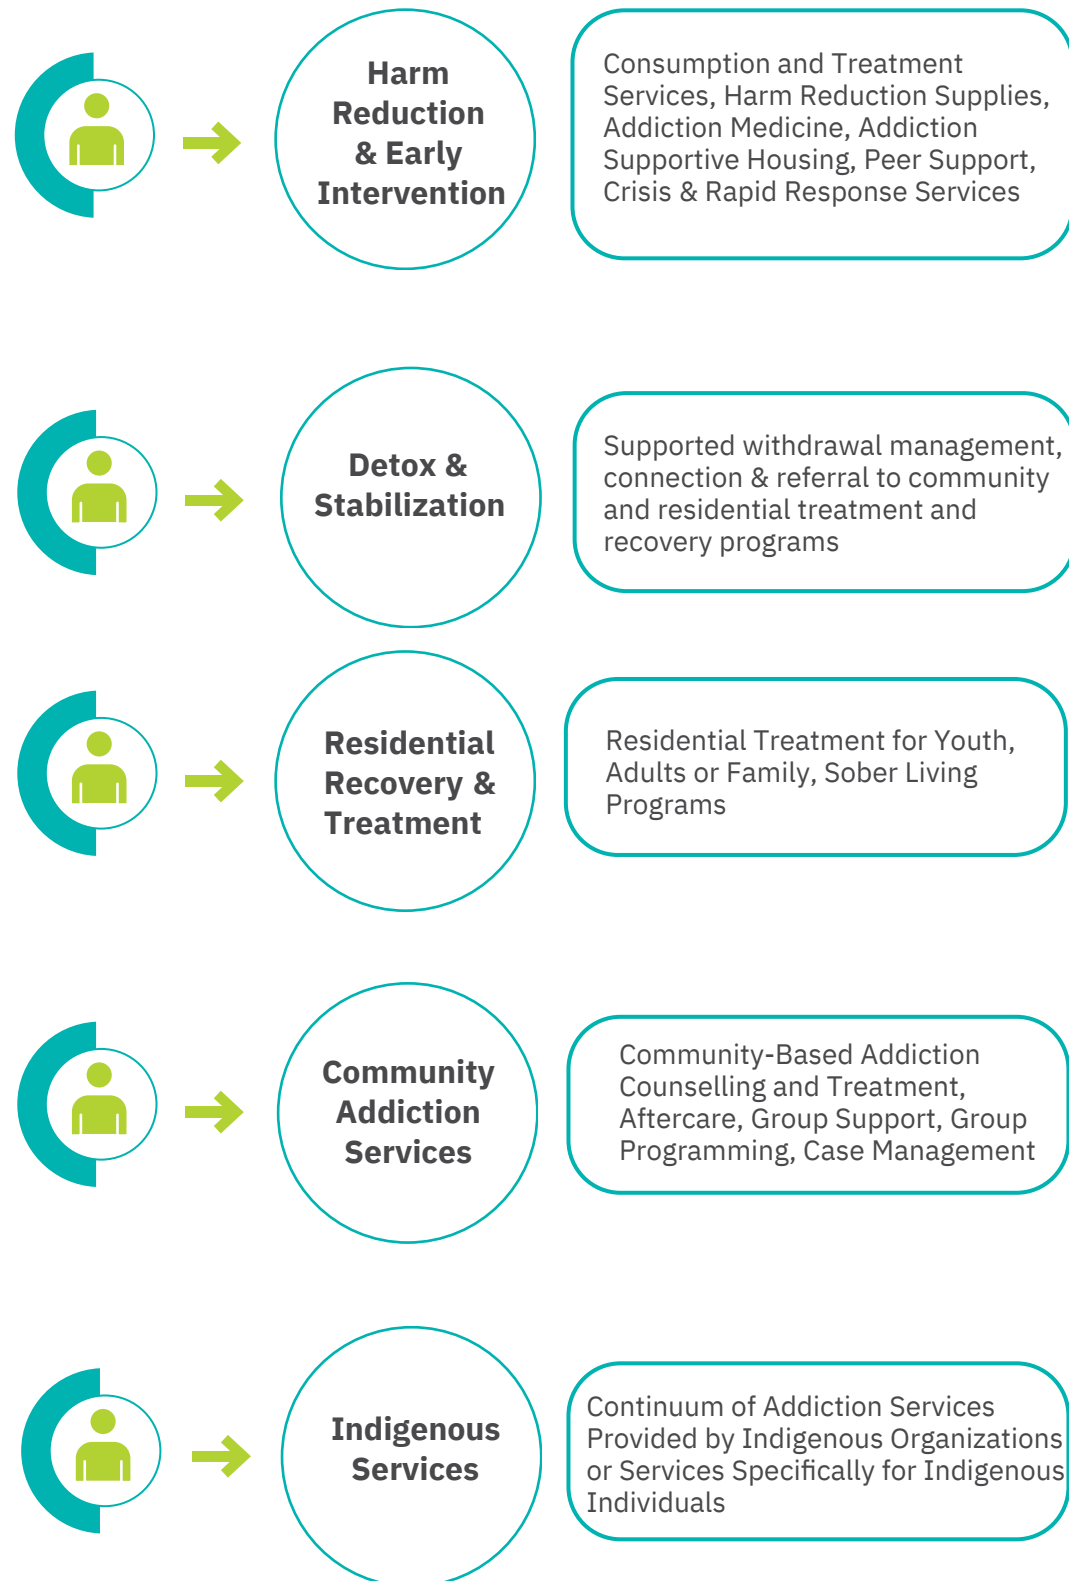 Harm
Reduction
& Early
Intervention
Consumption and Treatment
Services, Harm Reduction Supplies,
Addiction Medicine, Addiction
Supportive Housing, Peer Support,
Crisis & Rapid Response Services
Detox &
Stabilization
Supported withdrawal management,
connection & referral to community
and residential treatment and
recovery programs
Residential
Recovery &
Treatment
Residential Treatment for Youth,
Adults or Family, Sober Living
Programs
Community
Addiction
Services
Community-Based Addiction
Counselling and Treatment,
Aftercare, Group Support, Group
Programming, Case Management
Indigenous
Services
Continuum of Addiction Services
Provided by Indigenous Organizations
or Services Specifically for Indigenous
Individuals